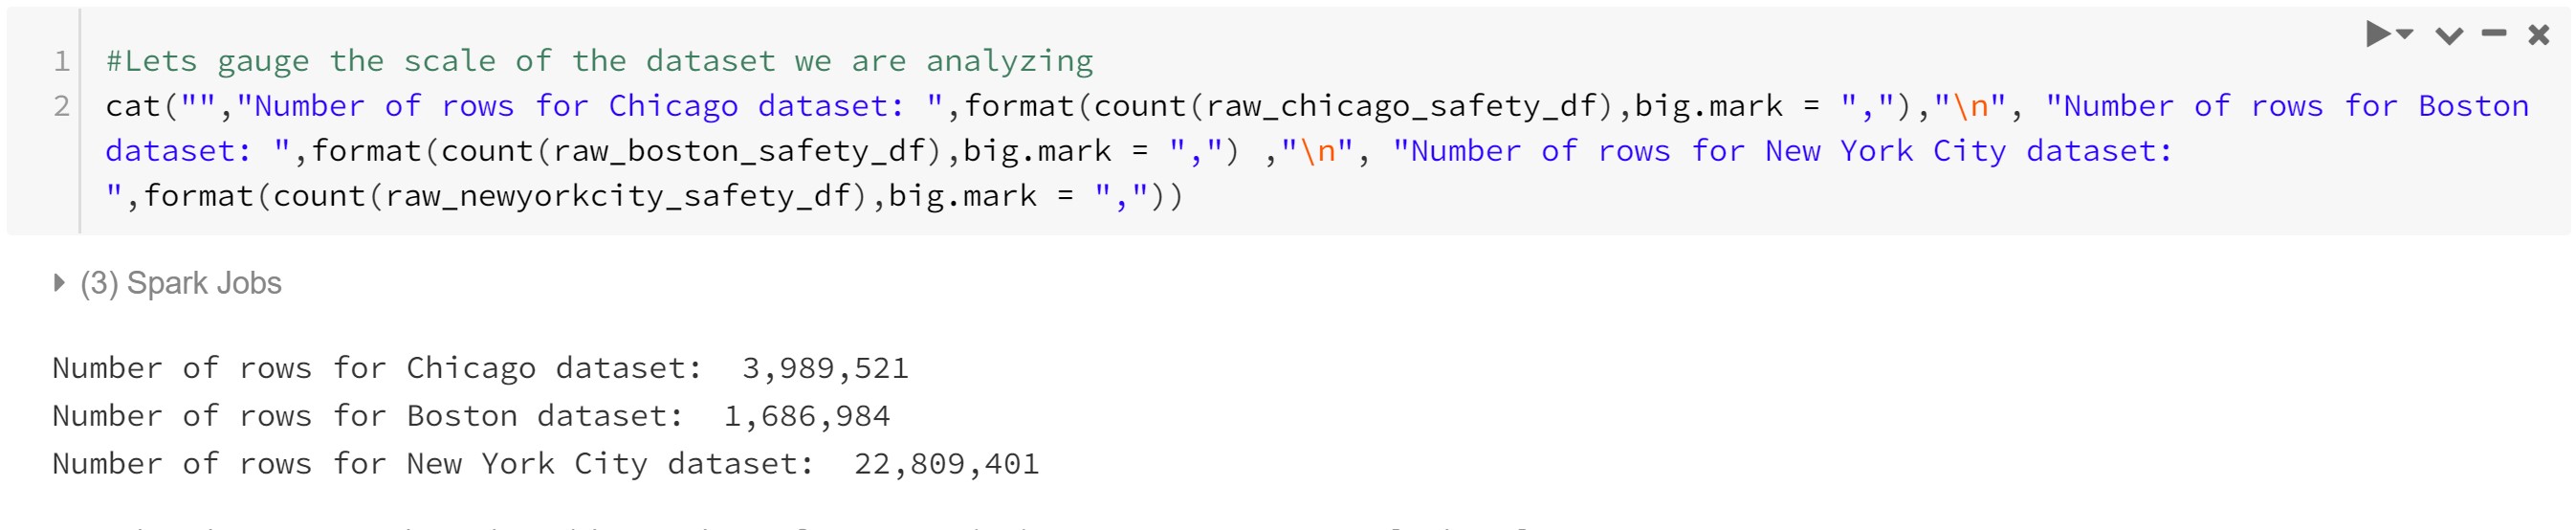 1 #Lets gauge the scale of the dataset we are analyzing
2 cat("","Number of rows for Chicago dataset: ",format(count(raw_chicago_safety_df),big.mark = ","),"\n", "Number of rows for Boston
dataset: ",format(count(raw_boston_safety_df),big.mark = ",") ,"\n", "Number of rows for New York City dataset:
",format(count(raw_newyorkcity_safety_df),big.mark = ","))
(3) Spark Jobs
Number of rows for Chicago dataset:  3,989,521
Number of rows for Boston dataset:  1,686,984
Number of rows for New York City dataset:  22,809,401